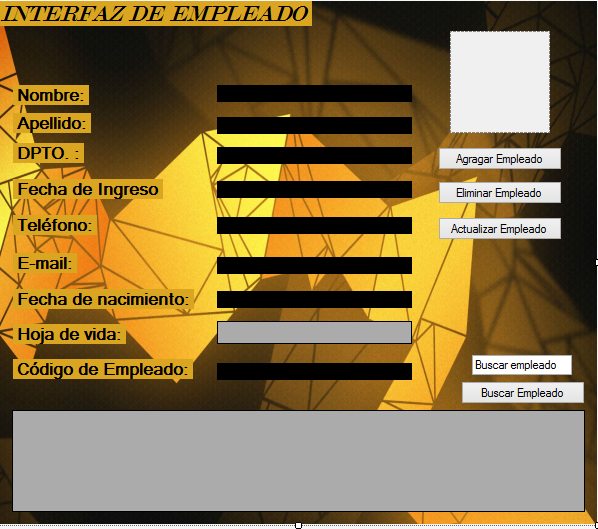 INTERFAZ DE EMPLEADO
Nombre:
Apellido:
DPTO. :
Agragar Empleado
Fecha de Ingreso
Eliminar Empleado
Teléfono:
Actualizar Empleado
E-mail:
Fecha de nacimiento:
Hoja de vida:
Código de Empleado:
Buscar empleado
Buscar Empleado